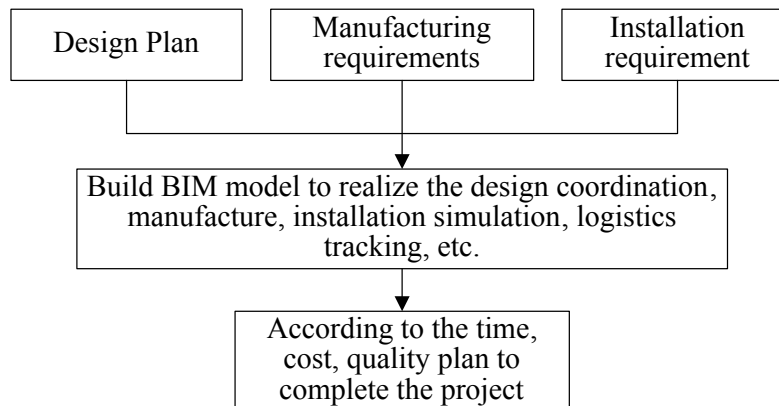 Design Plan
Manufacturing
requirements
Installation
requirement
Build BIM model to realize the design coordination,
manufacture, installation simulation, logistics
tracking, etc.
According to the time,
cost, quality plan to
complete the project